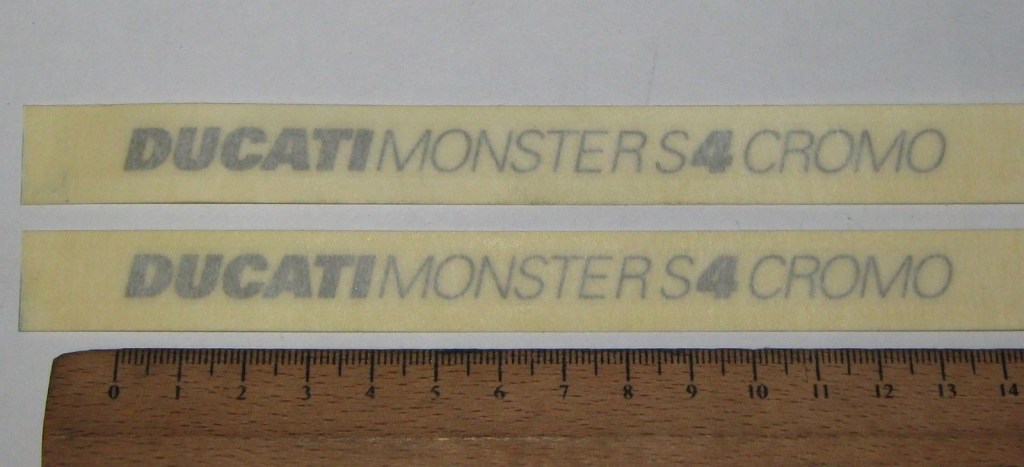 DUCATI MONSTER S4 CROMO
DUCATI MONSTER S4 CROMO
0 1 2 3 4 5 6 7 8 9 10 11 12 13 14